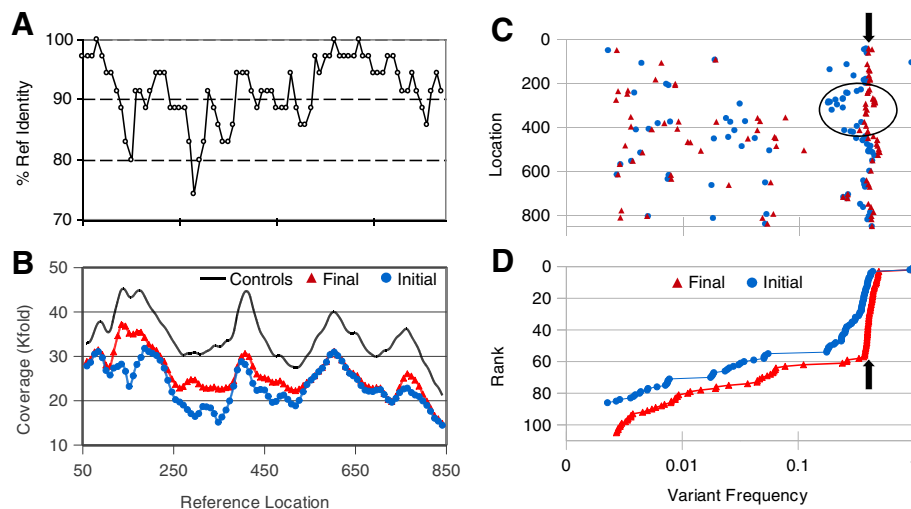 A
% Ref Identity
100
90
80
70
B
Coverage (Kfold)
50
40
30
20
10
Controls Final Initial
50 250 450 650 850
Reference Location
C
Location
0
200
400
600
800
D
Rank
0
20
40
60
80
100
Final Initial
0 0.01 0.1
Variant Frequency